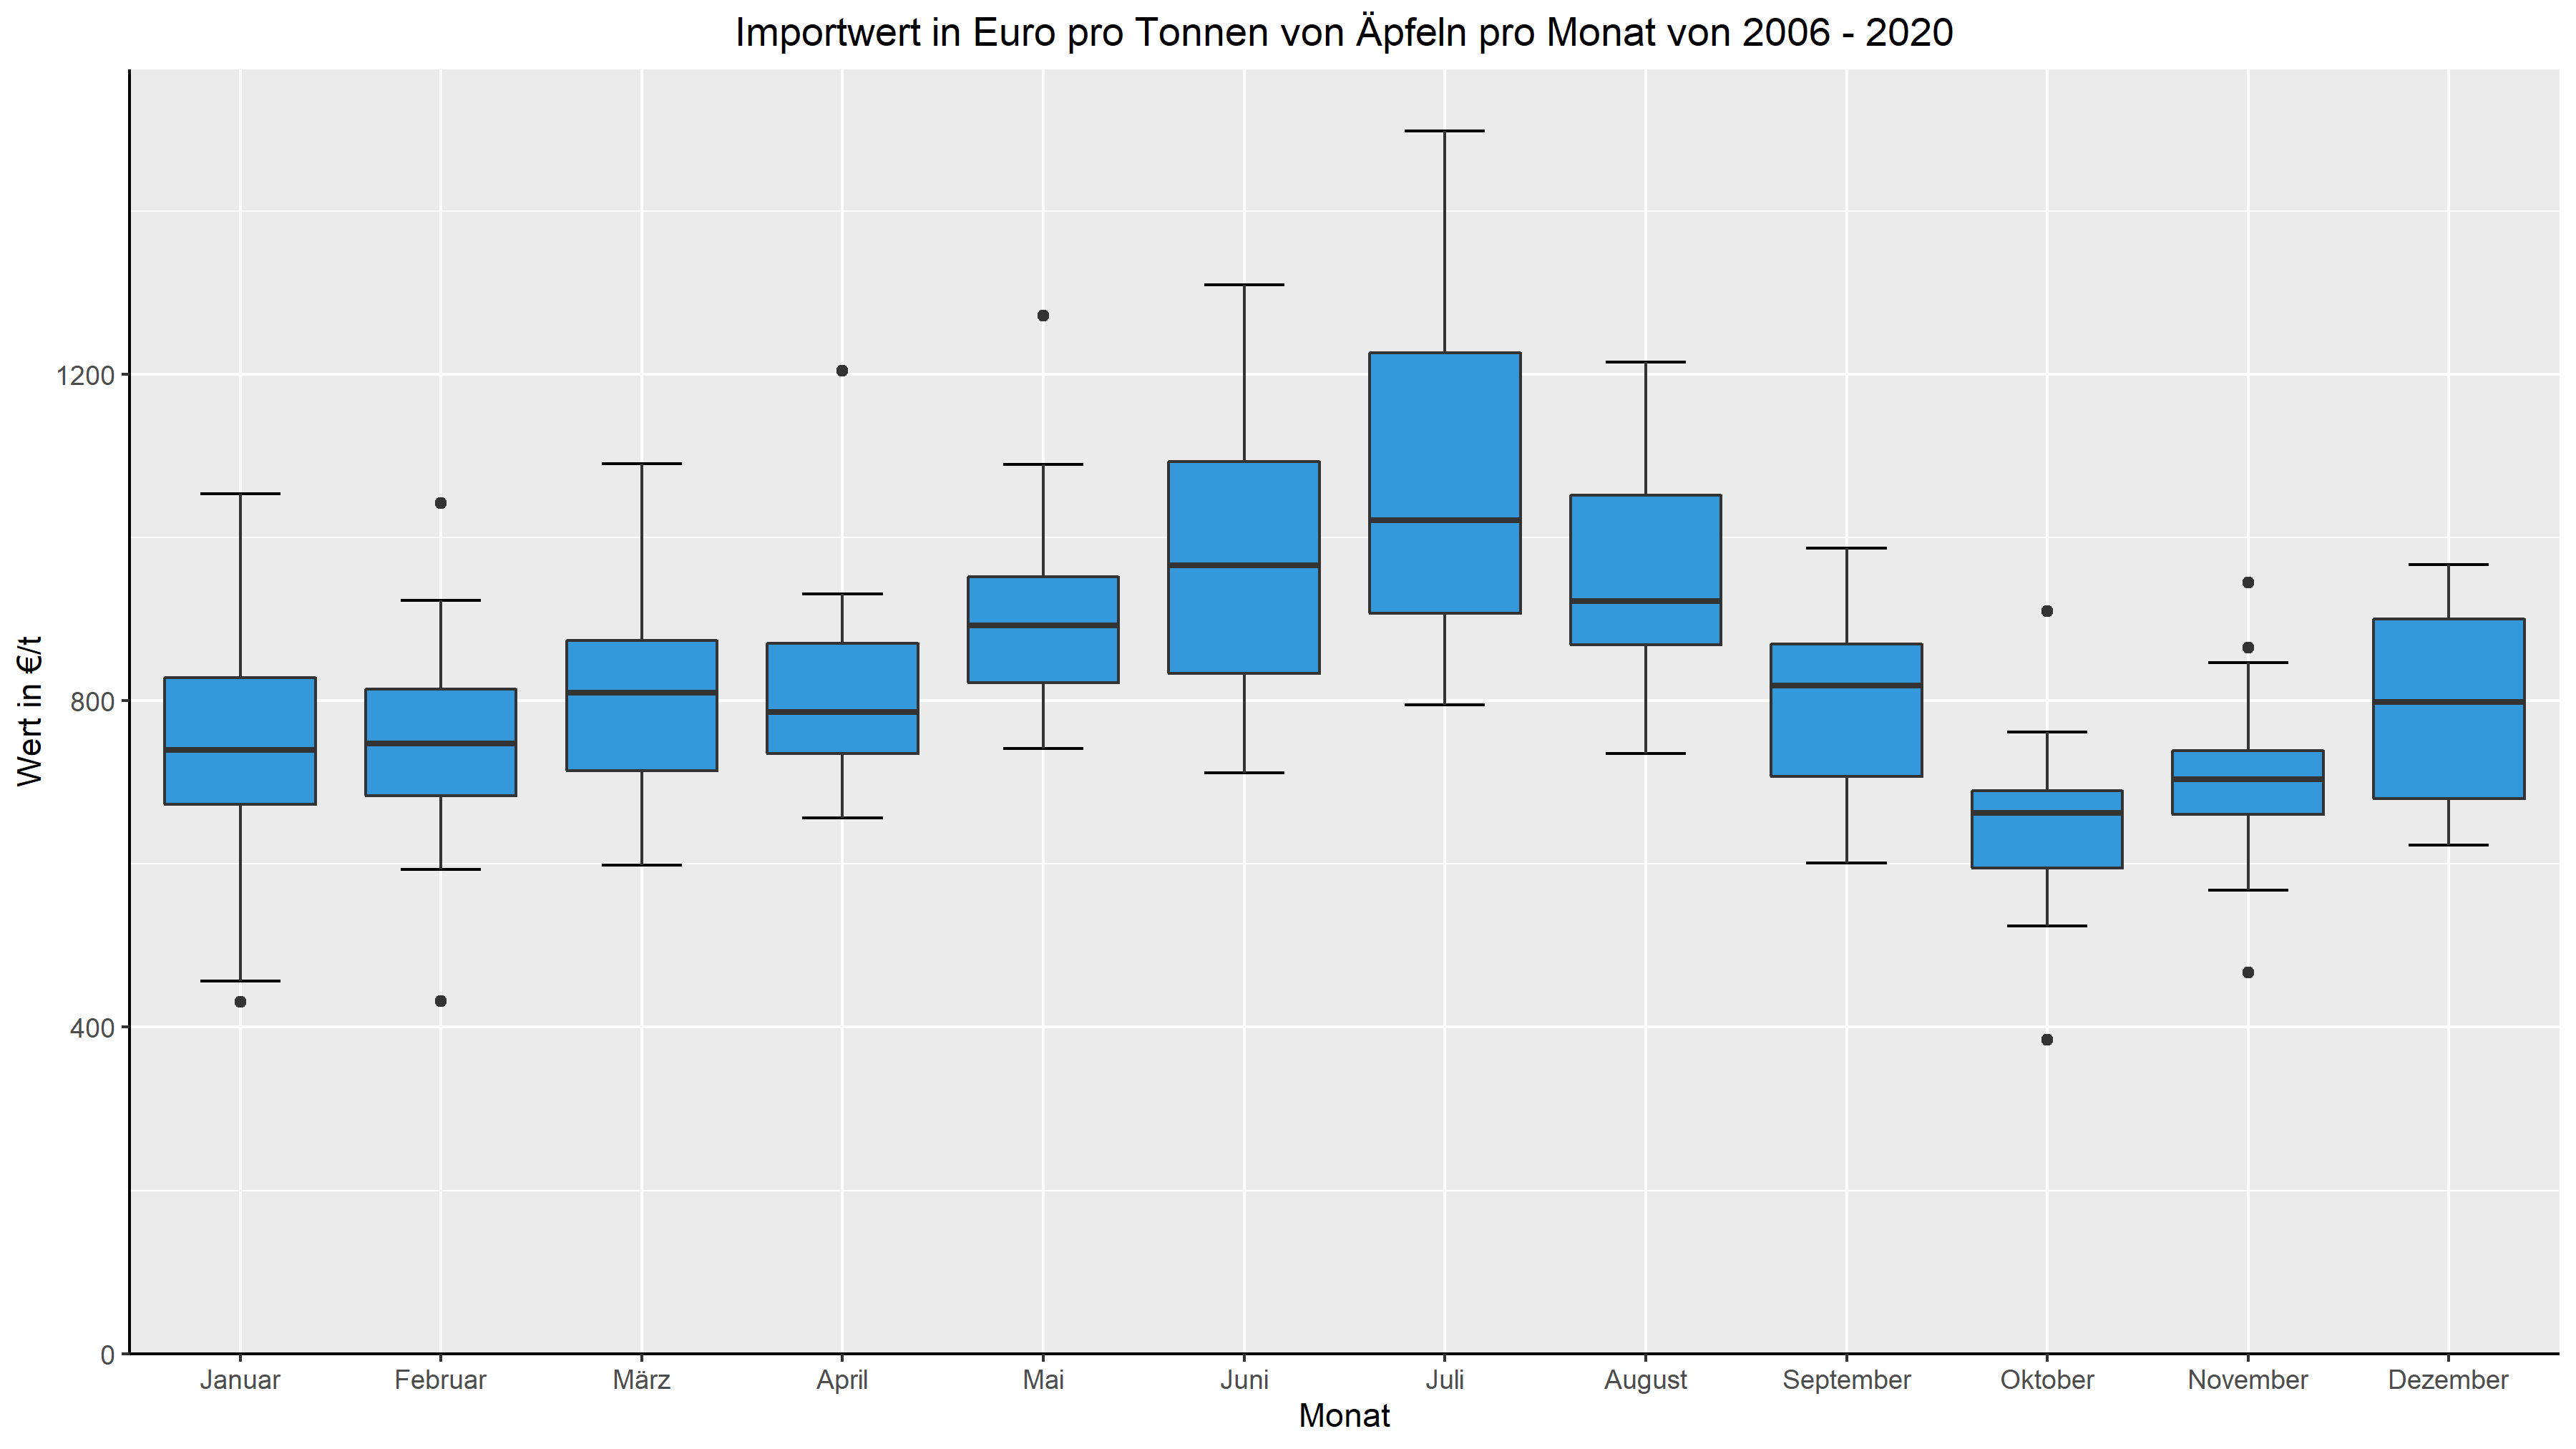 Importwert in Euro pro Tonnen von Äpfeln pro Monat von 2006 - 2020
Wert in €/t
1200
800
400
0
Januar Februar März April Mai Juni Juli August September Oktober November Dezember
Monat